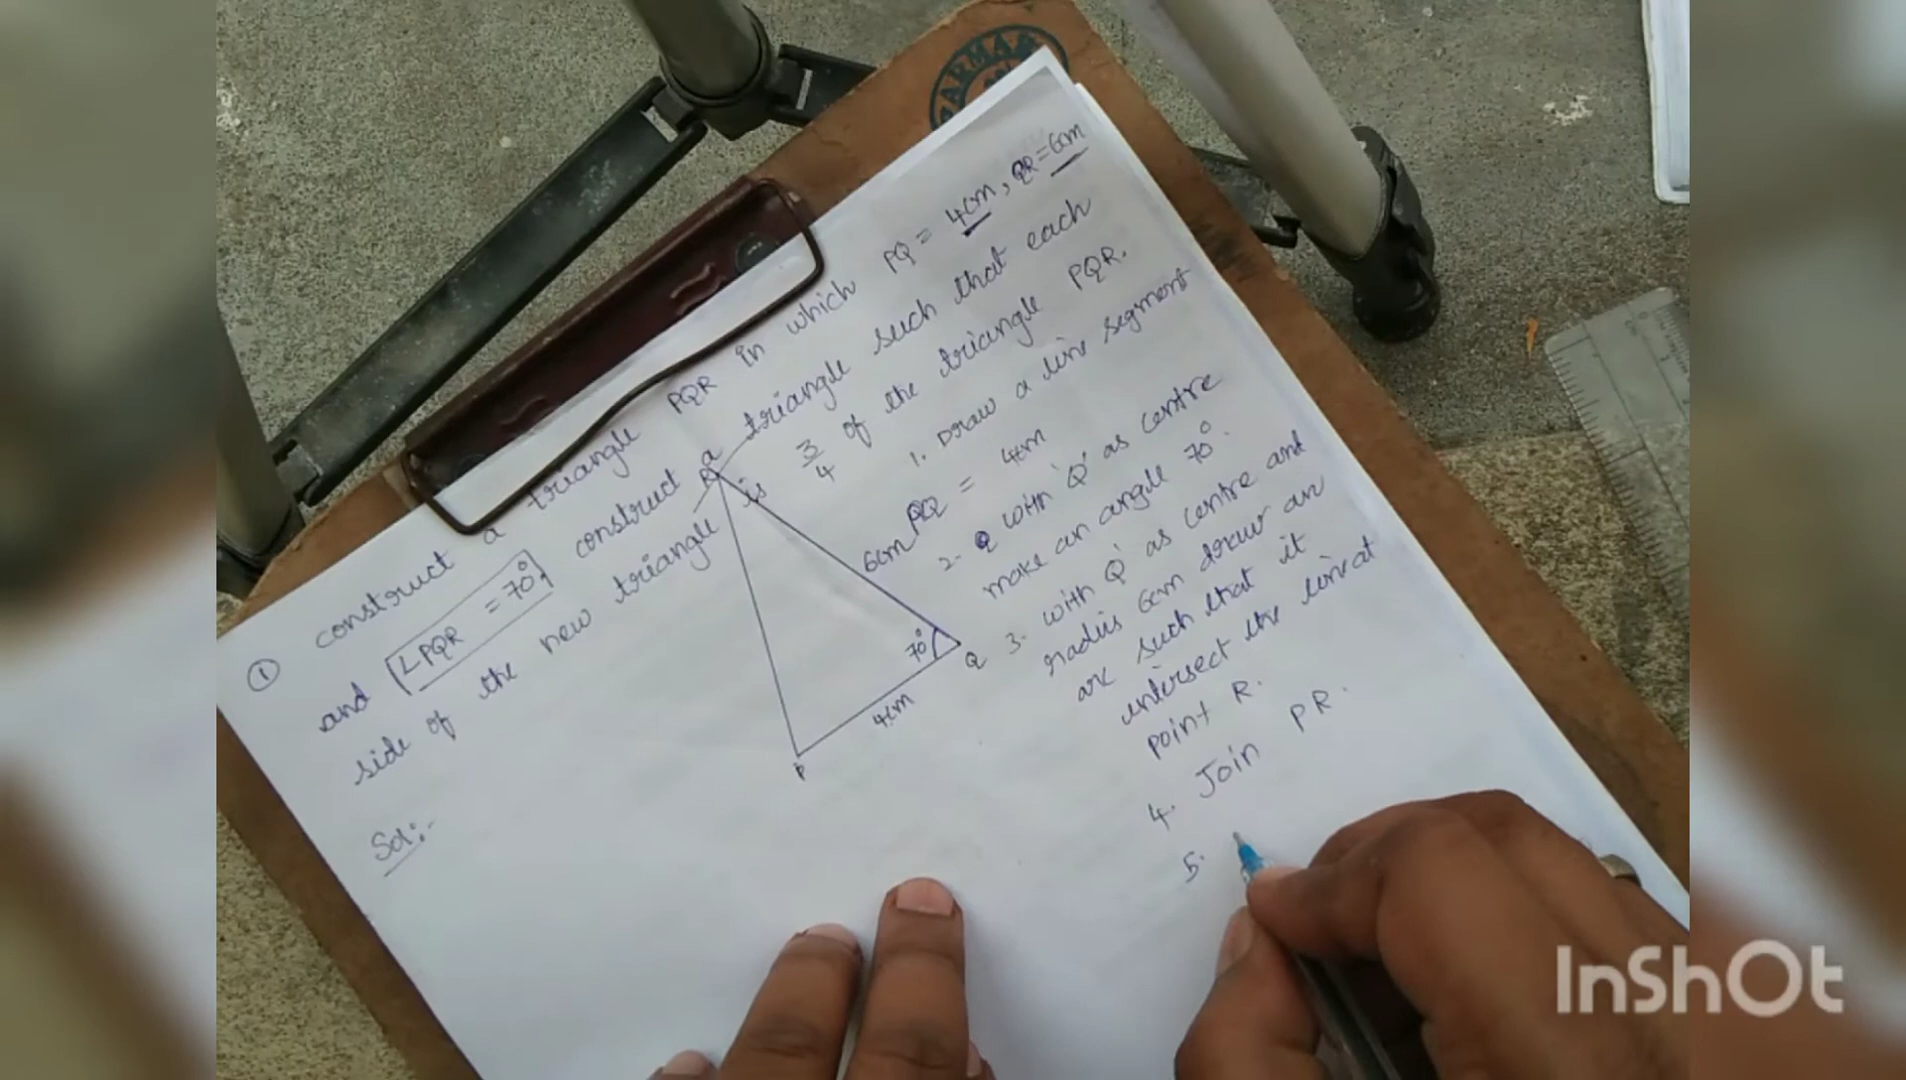 ① construct a triangle PQR in which PQ = 4cm, QR = 6cm
and ∠PQR = 70°, construct a triangle such that each
side of the new triangle is 3/4 of the triangle PQR.
Sol:-
R
6cm
70°
Q
4cm
P
1. Draw a line segment
PQ = 4cm
2. Q with 'Q' as centre
make an angle 70°.
3. with Q' as centre and
radius 6cm draw an
arc such that it
intersect the line at
point R.
4. Join PR.
5.
InShOt